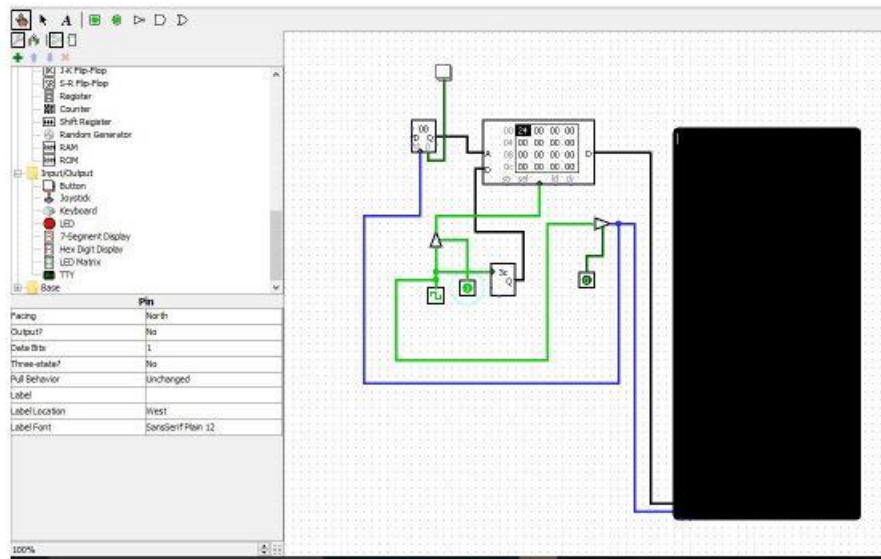 A
J-K Flip-Flop
S-R Flip-Flop
Register
Counter
Shift Register
Random Generator
RAM
ROM
Input/Output
Button
Joystick
Keyboard
LED
7-Segment Display
Hex Digit Display
LED Matrix
TTY
Base
Pin
Facing North
Output? No
Data Bits 1
Three-state? No
Pull Behavior Unchanged
Label
Label Location West
Label Font SansSerif Plain 12
100%
00
D Q
00 24 00 00 00
04 00 00 00 00
08 00 00 00 00
0c 00 00 00 00
A
D
D
sel
ld
3c
Q
0